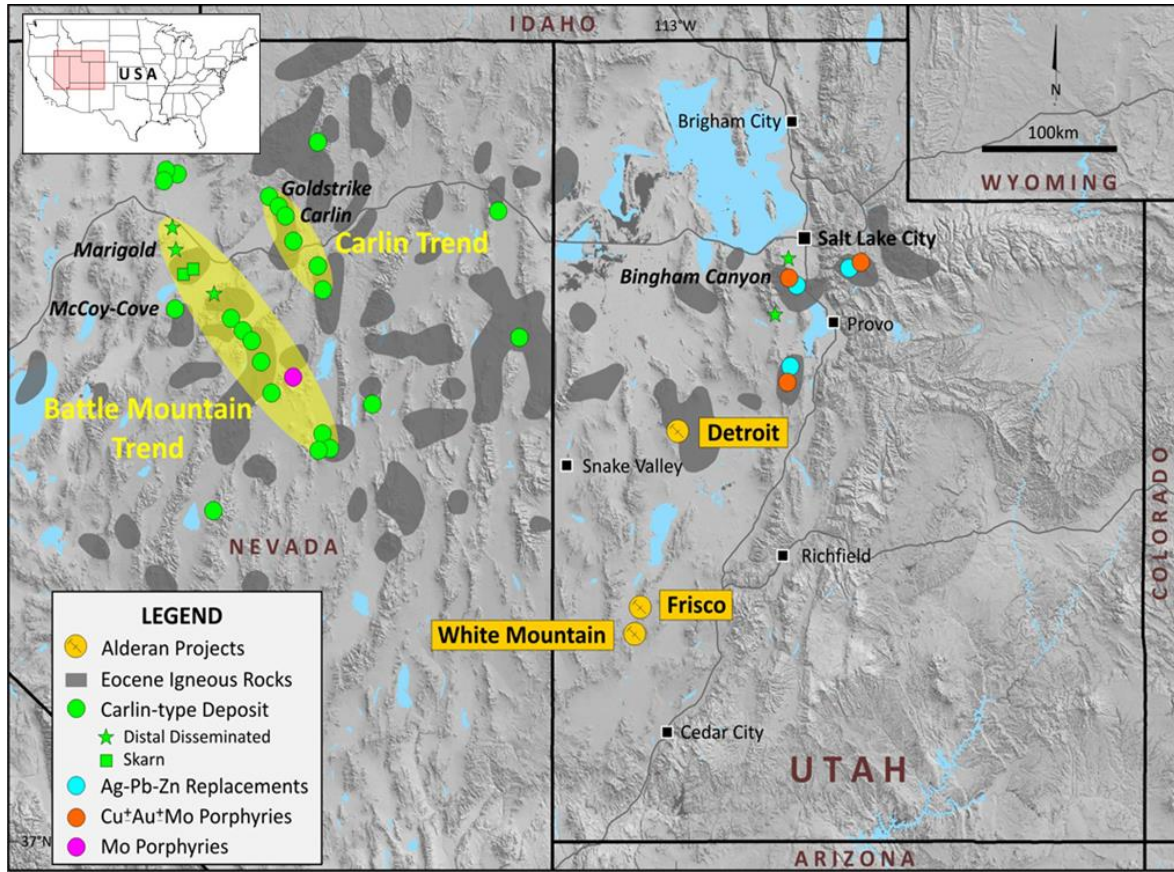 IDAHO
113°W
USA
N
100km
WYOMING
Brigham City
Goldstrike
Carlin
Carlin Trend
Marigold
McCoy-Cove
Salt Lake City
Bingham Canyon
Provo
Battle Mountain
Trend
Detroit
Snake Valley
COLORADO
NEVADA
Richfield
Frisco
White Mountain
Cedar City
UTAH
37°N
ARIZONA
LEGEND
Alderan Projects
Eocene Igneous Rocks
Carlin-type Deposit
Distal Disseminated
Skarn
Ag-Pb-Zn Replacements
Cu⁺Au⁺Mo Porphyries
Mo Porphyries